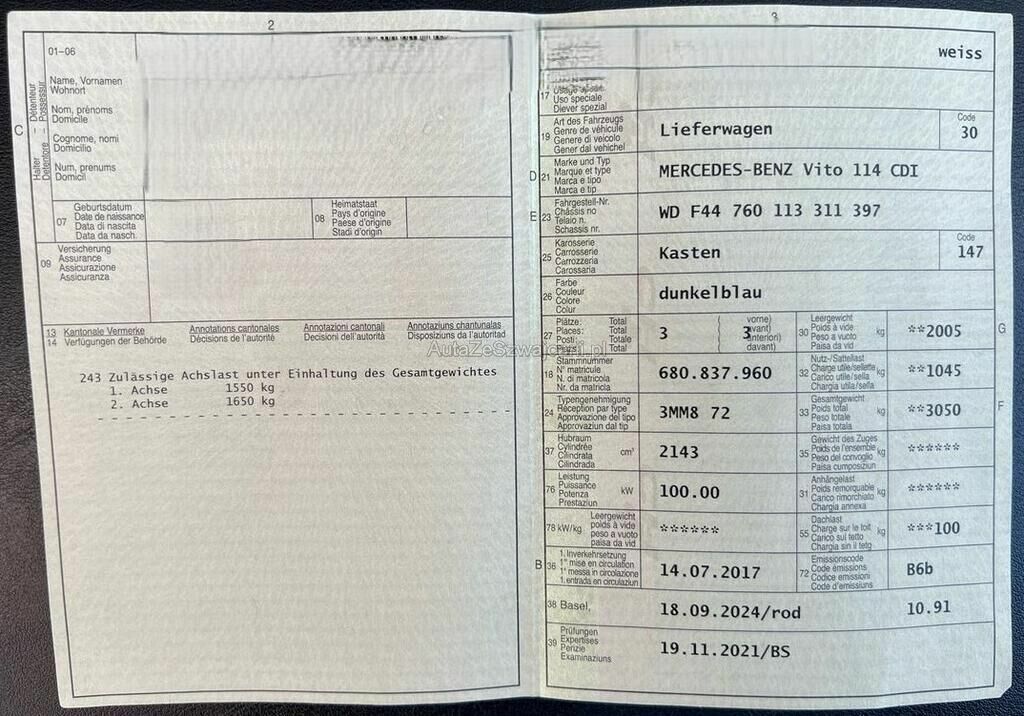 2
01-06
C
Halter – Détenteur
Detentore – Possessur
Name, Vornamen
Wohnort
Nom, prénoms
Domicile
Cognome, nomi
Domicilio
Num, prenums
Domicil
07
Geburtsdatum
Date de naissance
Data di nascita
Data da nasch.
08
Heimatstaat
Pays d'origine
Paese d'origine
Stadi d'origin
09
Versicherung
Assurance
Assicurazione
Assicuranza
13 Kantonale Vermerke Annotations cantonales Annotazioni cantonali Annotaziuns chantunalas
14 Verfügungen der Behörde Décisions de l'autorité Decisioni dell'autorità Disposiziuns da l'autoritad
243 Zulässige Achslast unter Einhaltung des Gesamtgewichtes
1. Achse 1550 kg
2. Achse 1650 kg
AutaZeSzwajcarii.pl
3
weiss
17
Uso speciale
Diever spezial
19
Art des Fahrzeugs
Genre de véhicule
Genere di veicolo
Gener dal vehichel
Lieferwagen
Code
30
D 21
Marke und Typ
Marque et type
Marca e tipo
Marca e tip
MERCEDES-BENZ Vito 114 CDI
E 23
Fahrgestell-Nr.
Châssis no
Telaio n.
Schassis nr.
WD F44 760 113 311 397
25
Karosserie
Carrosserie
Carrozzeria
Carossaria
Kasten
Code
147
26
Farbe
Couleur
Colore
Colur
dunkelblau
27
Plätze: Total
Places: Total
Posti: Totale
Plazs: Total
3
( vorne)
avant)
anteriori)
( davant)
3
30
Leergewicht
Poids à vide
Peso a vuoto
Paisa da vid
kg
**2005
G
18
Stammnummer
N° matricule
N. di matricola
Nr. da matricla
680.837.960
32
Nutz-/Sattellast
Charge utile/sellette
Carico utile/sella
Chargia utila/sella
kg
**1045
24
Typengenehmigung
Réception par type
Approvazione del tipo
Approvaziun dal tip
3MM8 72
33
Gesamtgewicht
Poids total
Peso totale
Paisa totala
kg
**3050
F
37
Hubraum
Cylindrée
Cilindrata
Cilindrada
cm³
2143
35
Gewicht des Zuges
Poids de l'ensemble
Peso del convoglio
Paisa cumposiziun
kg
******
76
Leistung
Puissance
Potenza
Prestaziun
kW
100.00
31
Anhängelast
Poids remorquable
Carico rimorchiato
Chargia annexa
kg
******
78 kW/kg
Leergewicht
poids à vide
peso a vuoto
paisa da vid
******
55
Dachlast
Charge sur le toit
Carico sul tetto
Chargia sin il tetg
kg
***100
B 36
1. Inverkehrsetzung
1re mise en circulation
1a messa in circolazione
1. entrada en circulaziun
14.07.2017
72
Emissionscode
Code émissions
Codice emissioni
Code d'emissiuns
B6b
38 Basel,
18.09.2024/rod
10.91
39
Prüfungen
Expertises
Perizie
Examinaziuns
19.11.2021/BS